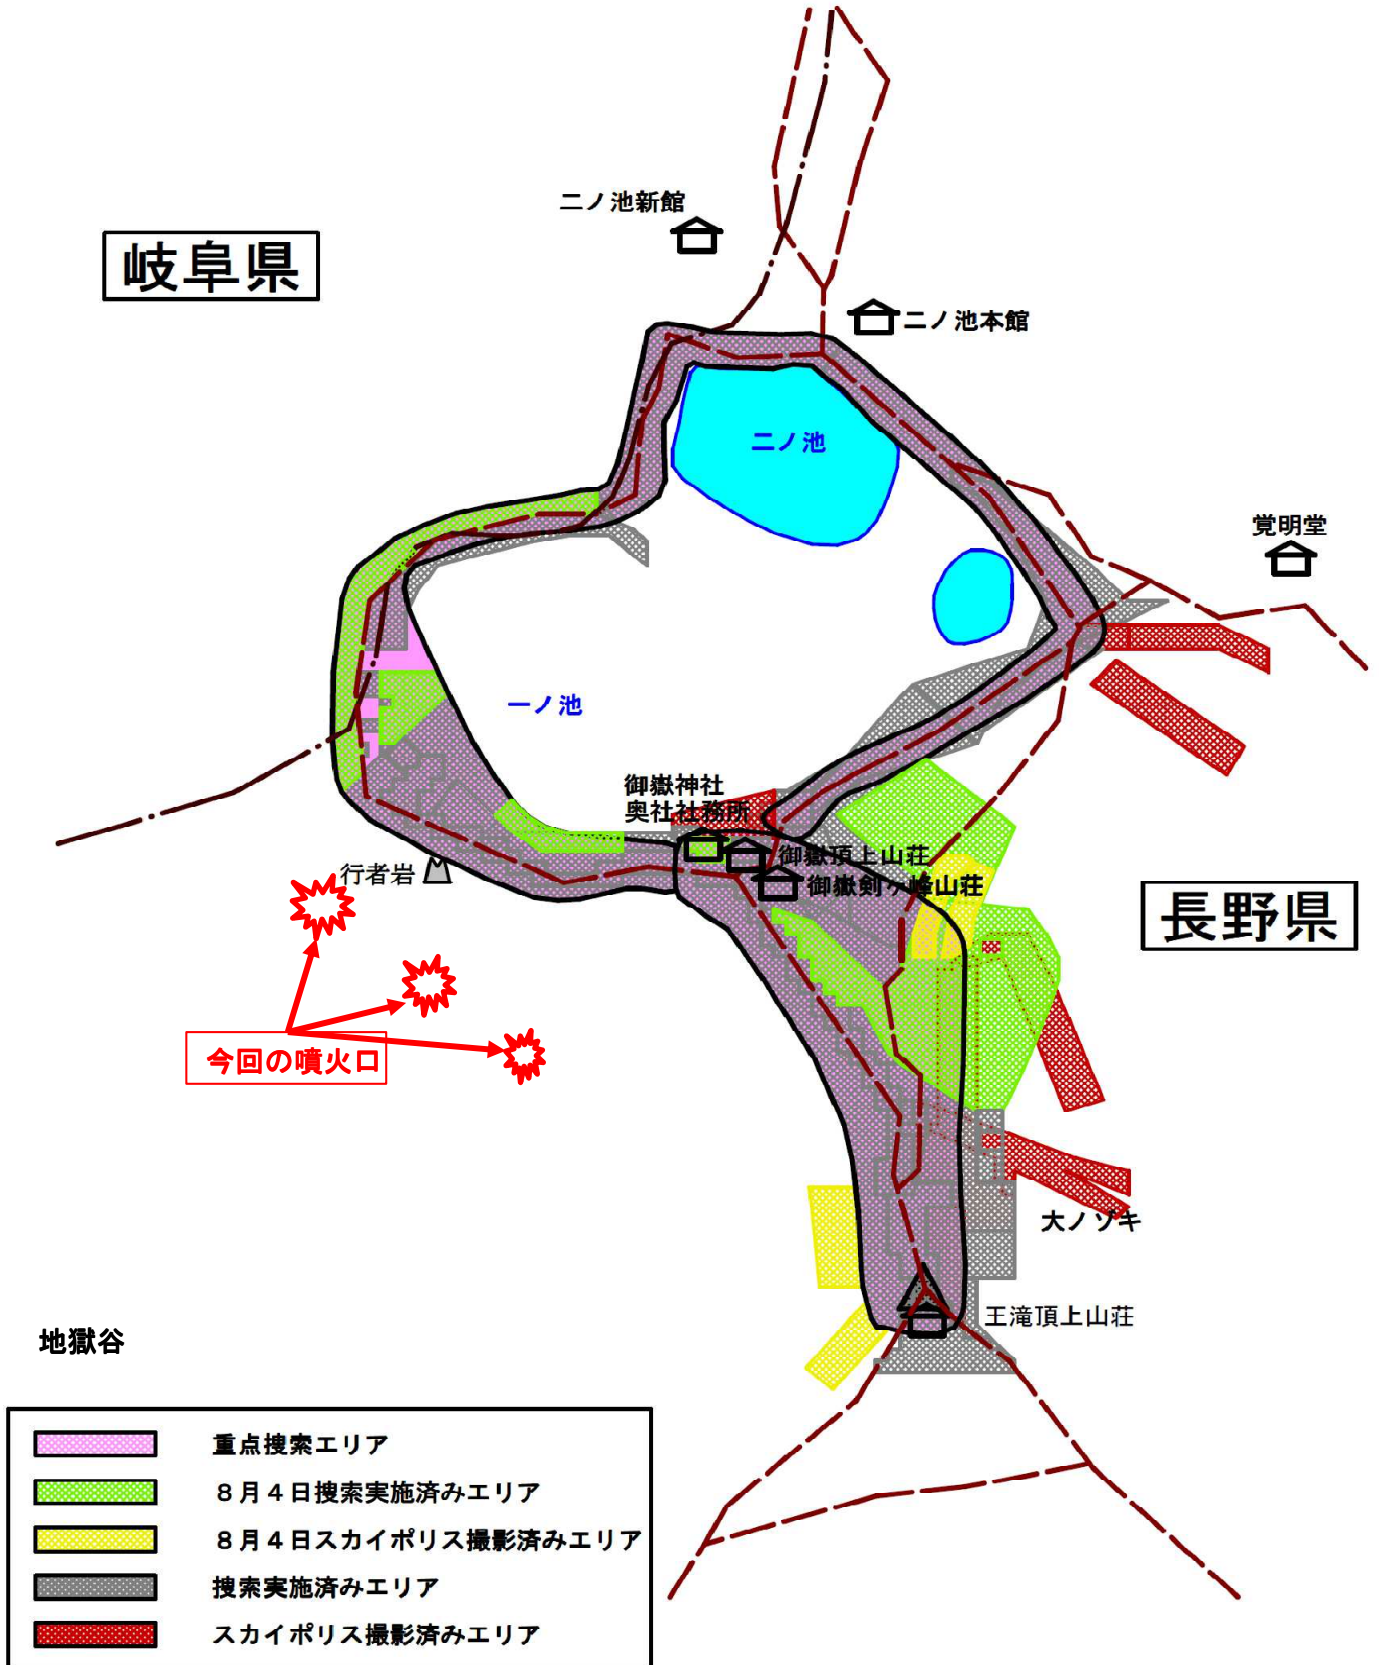 二ノ池新館
岐阜県
二ノ池本館
二ノ池
覚明堂
一ノ池
御嶽神社
奥社社務所
御嶽頂上山荘
行者岩
御嶽剣ヶ峰山荘
長野県
今回の噴火口
大ノゾキ
王滝頂上山荘
地獄谷
重点捜索エリア
８月４日捜索実施済みエリア
８月４日スカイポリス撮影済みエリア
捜索実施済みエリア
スカイポリス撮影済みエリア